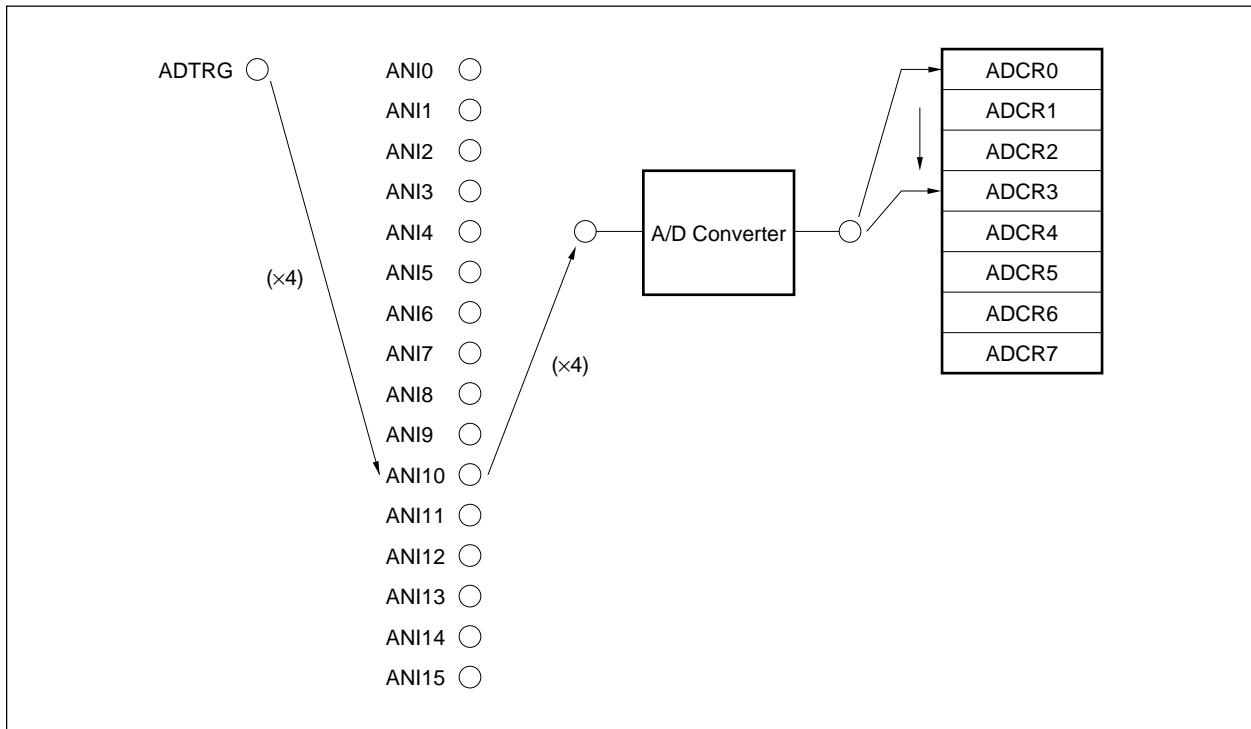 ADTRG
(×4)
ANI0
ANI1
ANI2
ANI3
ANI4
ANI5
ANI6
ANI7
ANI8
ANI9
ANI10
ANI11
ANI12
ANI13
ANI14
ANI15
(×4)
A/D Converter
ADCR0
ADCR1
ADCR2
ADCR3
ADCR4
ADCR5
ADCR6
ADCR7